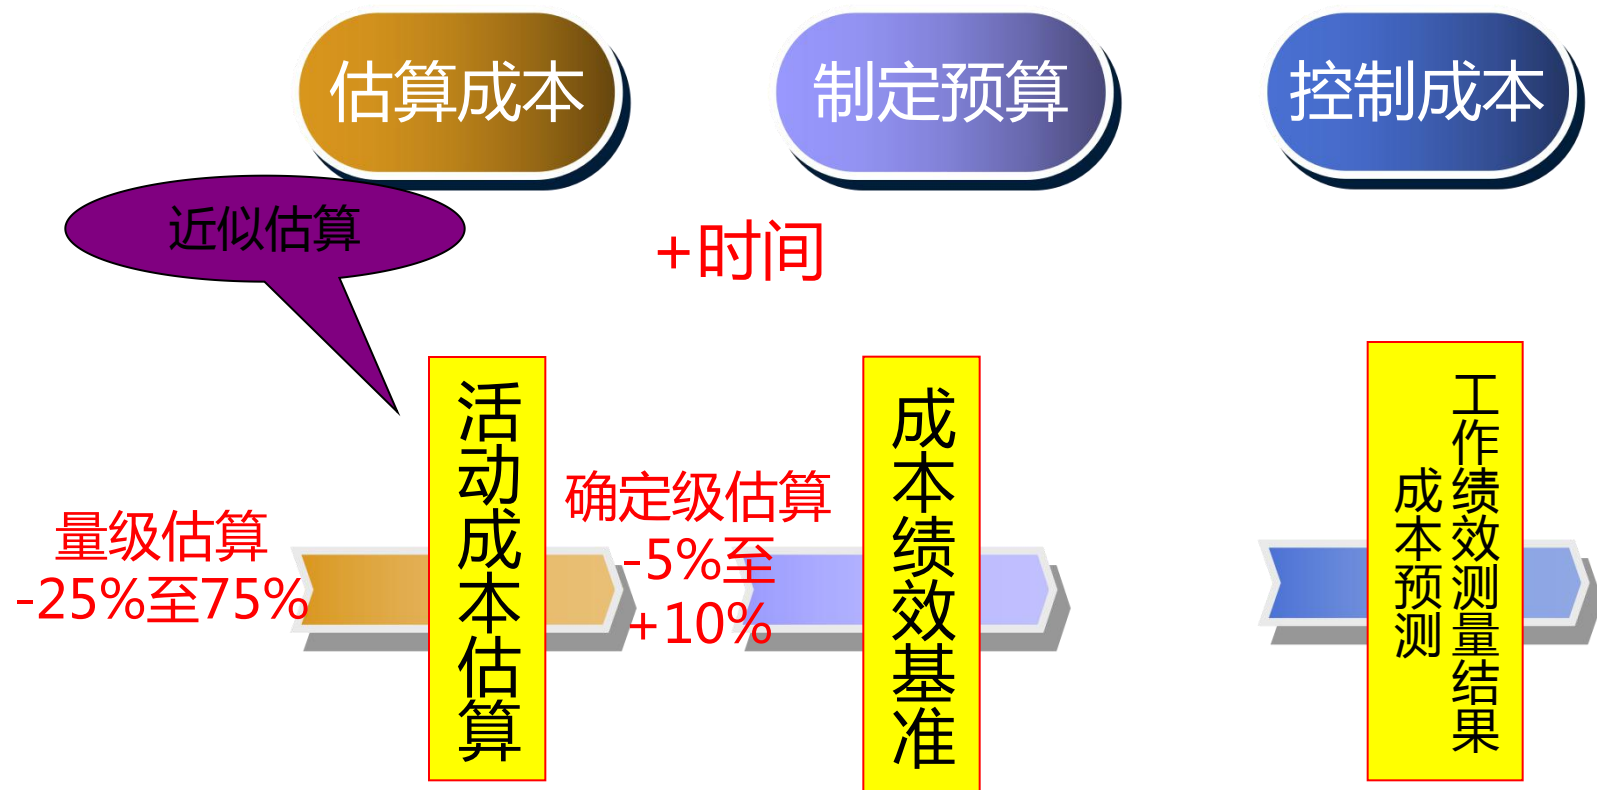 估算成本
制定预算
控制成本
近似估算
+时间
量级估算
-25%至75%
活动成本估算
确定级估算
-5%至
+10%
成本绩效基准
工作绩效测量结果
成本预测